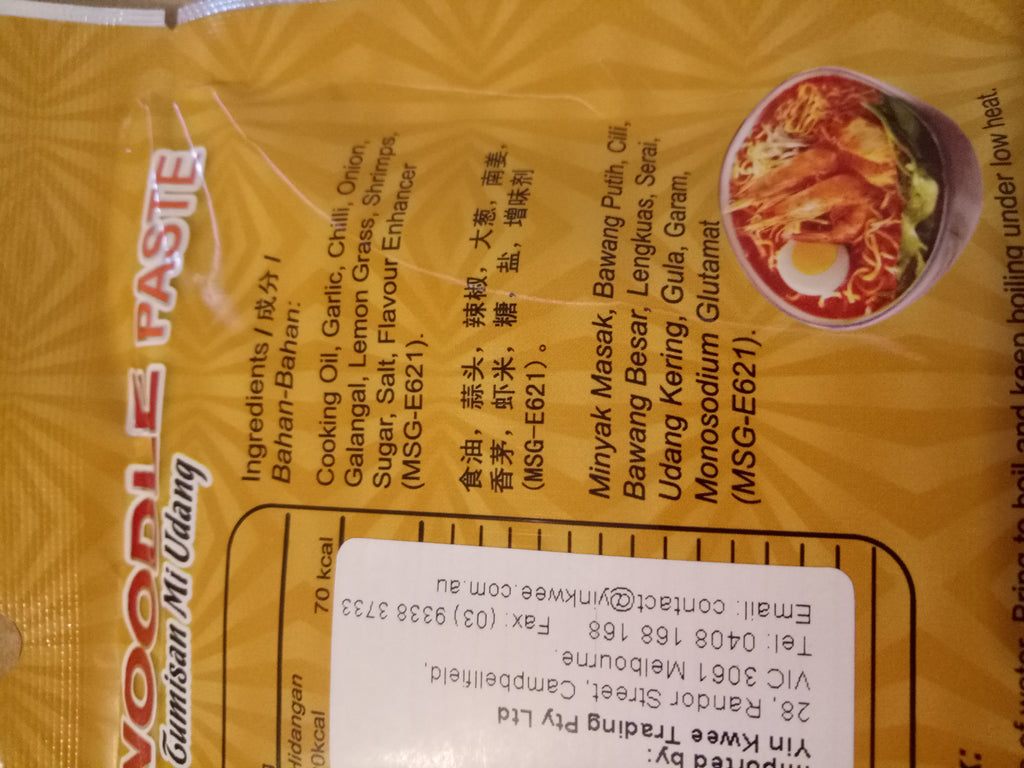 NOODLE PASTE
Tumisan Mi Udang
Ingredients / 成分 /
Bahan-Bahan:
Cooking Oil, Garlic, Chilli, Onion,
Galangal, Lemon Grass, Shrimps,
Sugar, Salt, Flavour Enhancer
(MSG-E621).
食油, 蒜头, 辣椒, 大葱, 南姜,
香茅, 虾米, 糖, 盐, 增味剂
(MSG-E621)。
Minyak Masak, Bawang Putih, Cili,
Bawang Besar, Lengkuas, Serai,
Udang Kering, Gula, Garam,
Monosodium Glutamat
(MSG-E621).
Hidangan
70 kcal
Imported by:
Yin Kwee Trading Pty Ltd
28, Randor Street, Campbellfield,
VIC 3061 Melbourne.
Tel: 0408 168 168 Fax: (03) 9338 3733
Email: contact@yinkwee.com.au
of water. Bring to boil and keep boiling under low heat.